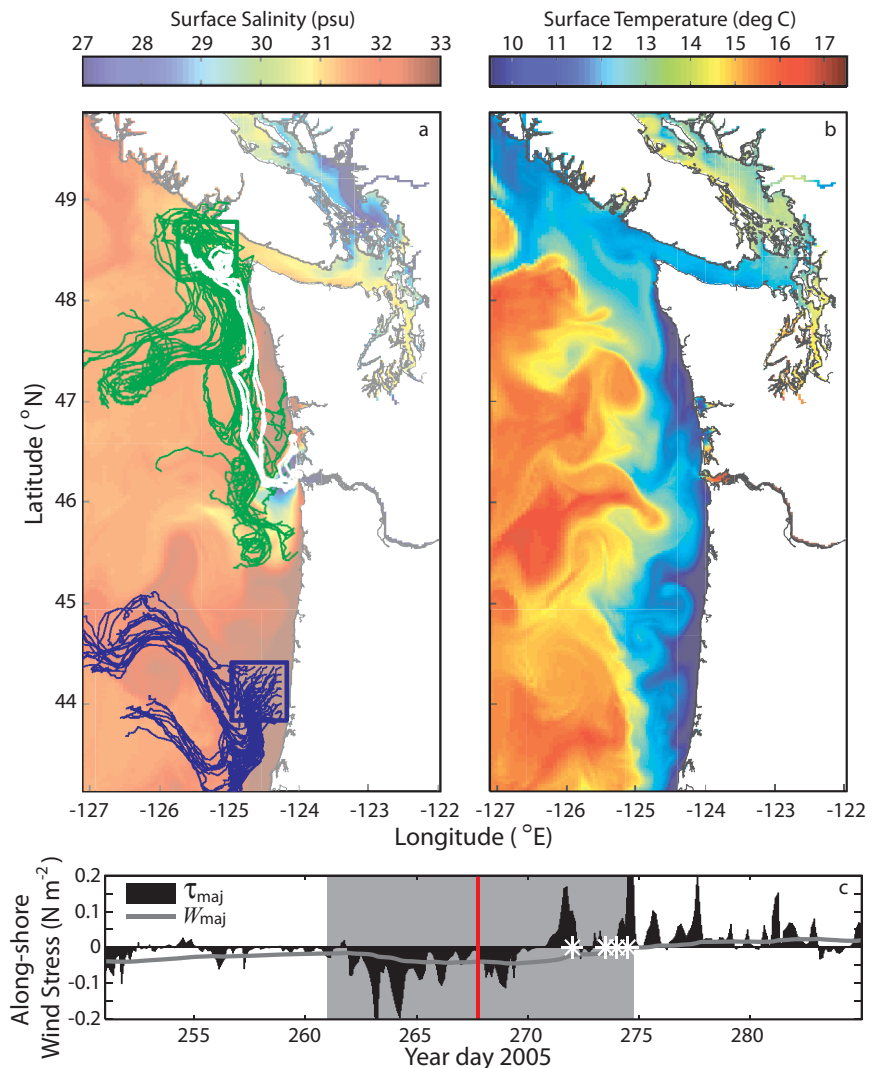 Surface Salinity (psu)
27 28 29 30 31 32 33
Surface Temperature (deg C)
10 11 12 13 14 15 16 17
a
b
49
48
47
46
45
44
Latitude (°N)
-127 -126 -125 -124 -123 -122
-127 -126 -125 -124 -123 -122
Longitude (°E)
Along-shore
Wind Stress (N m⁻²)
0.2
0.1
0
-0.1
-0.2
τmaj
Wmaj
c
255 260 265 270 275 280
Year day 2005